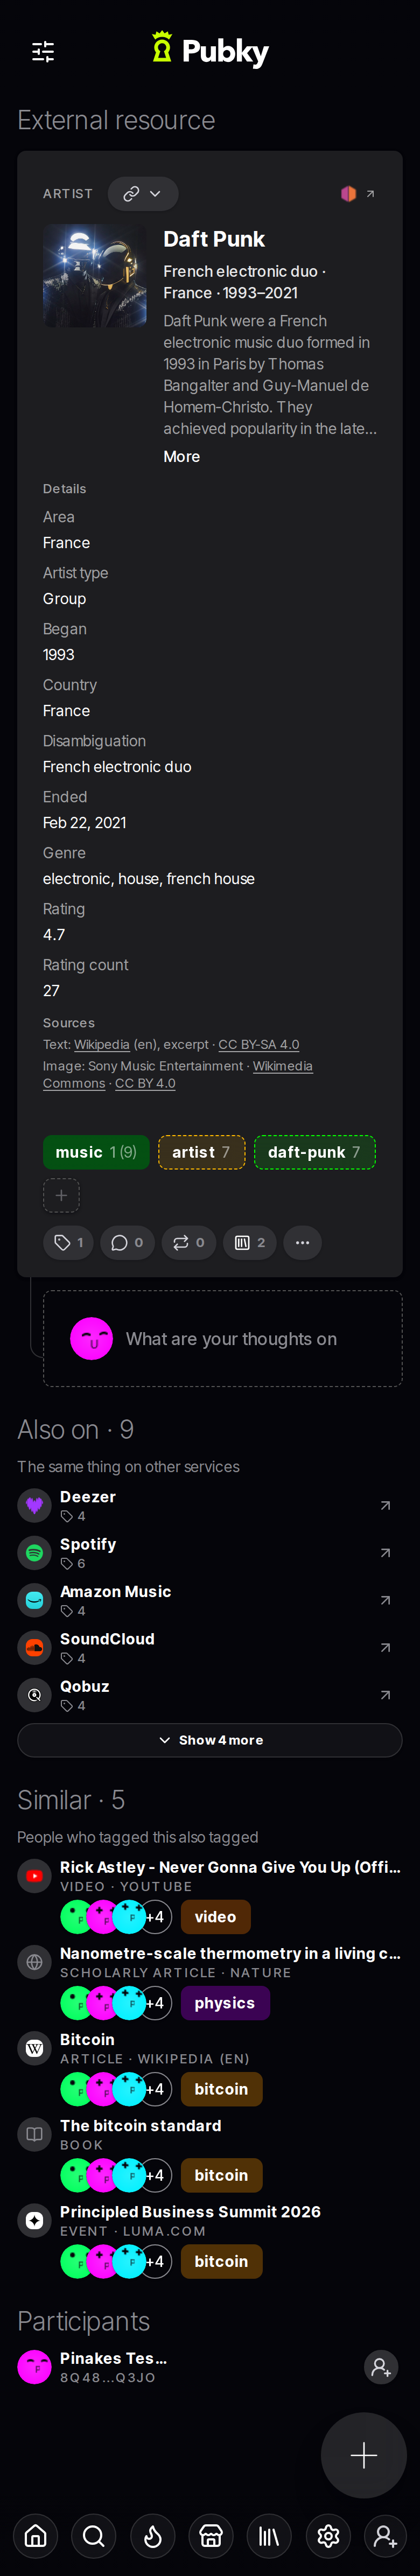 Pubky
External resource
ARTIST
Daft Punk
French electronic duo ·
France · 1993–2021
Daft Punk were a French
electronic music duo formed in
1993 in Paris by Thomas
Bangalter and Guy-Manuel de
Homem-Christo. They
achieved popularity in the late...
More
Details
Area
France
Artist type
Group
Began
1993
Country
France
Disambiguation
French electronic duo
Ended
Feb 22, 2021
Genre
electronic, house, french house
Rating
4.7
Rating count
27
Sources
Text: Wikipedia (en), excerpt · CC BY-SA 4.0
Image: Sony Music Entertainment · Wikimedia
Commons · CC BY 4.0
music 1 (9) artist 7 daft-punk 7
+
1 0 0 2 ...
What are your thoughts on
Also on · 9
The same thing on other services
Deezer
4
Spotify
6
Amazon Music
4
SoundCloud
4
Qobuz
4
Show 4 more
Similar · 5
People who tagged this also tagged
Rick Astley - Never Gonna Give You Up (Offi...
VIDEO · YOUTUBE
+4 video
Nanometre-scale thermometry in a living c...
SCHOLARLY ARTICLE · NATURE
+4 physics
Bitcoin
ARTICLE · WIKIPEDIA (EN)
+4 bitcoin
The bitcoin standard
BOOK
+4 bitcoin
Principled Business Summit 2026
EVENT · LUMA.COM
+4 bitcoin
Participants
Pinakes Tes...
8Q48...Q3JO